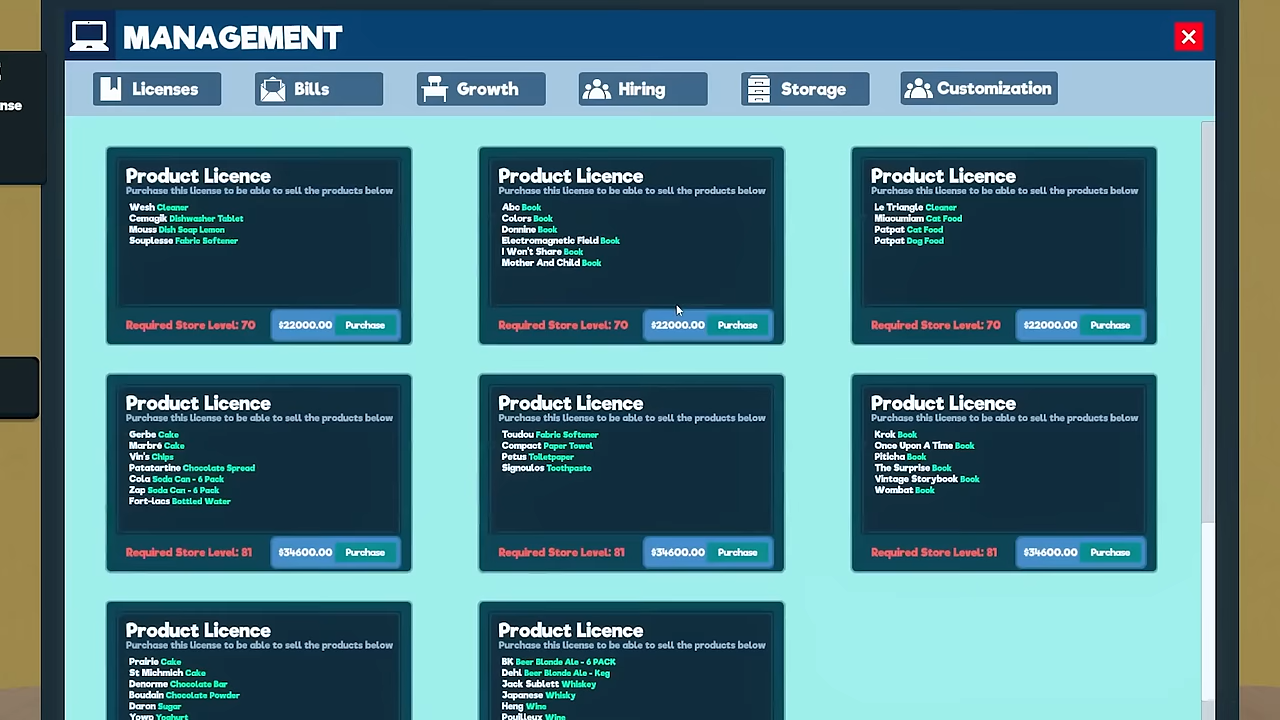 nse
MANAGEMENT
Licenses
Bills
Growth
Hiring
Storage
Customization
Product Licence
Purchase this license to be able to sell the products below
Wesh Cleaner
Cemagik Dishwasher Tablet
Mouss Dish Soap Lemon
Souplesse Fabric Softener
Required Store Level: 70
$22000.00 Purchase
Product Licence
Purchase this license to be able to sell the products below
Abc Book
Colors Book
Donnine Book
Electromagnetic Field Book
I Won't Share Book
Mother And Child Book
Required Store Level: 70
$22000.00 Purchase
Product Licence
Purchase this license to be able to sell the products below
Le Triangle Cleaner
Miaoumiam Cat Food
Patpat Cat Food
Patpat Dog Food
Required Store Level: 70
$22000.00 Purchase
Product Licence
Purchase this license to be able to sell the products below
Gerbe Cake
Marbré Cake
Vin's Chips
Patatartine Chocolate Spread
Cola Soda Can - 6 Pack
Zap Soda Can - 6 Pack
Fort-lacs Bottled Water
Required Store Level: 81
$34600.00 Purchase
Product Licence
Purchase this license to be able to sell the products below
Toudou Fabric Softener
Compact Paper Towel
Petus Toiletpaper
Signoulos Toothpaste
Required Store Level: 81
$34600.00 Purchase
Product Licence
Purchase this license to be able to sell the products below
Krok Book
Once Upon A Time Book
Piticha Book
The Surprise Book
Vintage Storybook Book
Wombat Book
Required Store Level: 81
$34600.00 Purchase
Product Licence
Purchase this license to be able to sell the products below
Prairie Cake
St Michmich Cake
Denorme Chocolate Bar
Boudain Chocolate Powder
Daron Sugar
Yowp Yoghurt
Product Licence
Purchase this license to be able to sell the products below
BK Beer Blonde Ale - 6 PACK
Dehl Beer Blonde Ale - Keg
Jack Sublett Whiskey
Japanese Whisky
Heng Wine
Pouilleux Wine